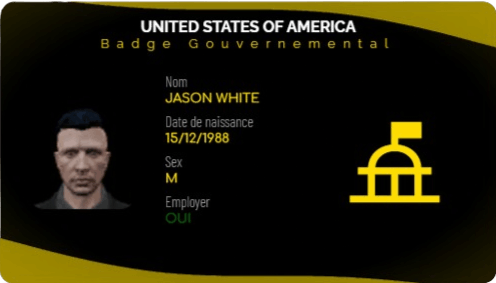 UNITED STATES OF AMERICA
Badge Gouvernemental
Nom
JASON WHITE
Date de naissance
15/12/1988
Sex
M
Employer
OUI